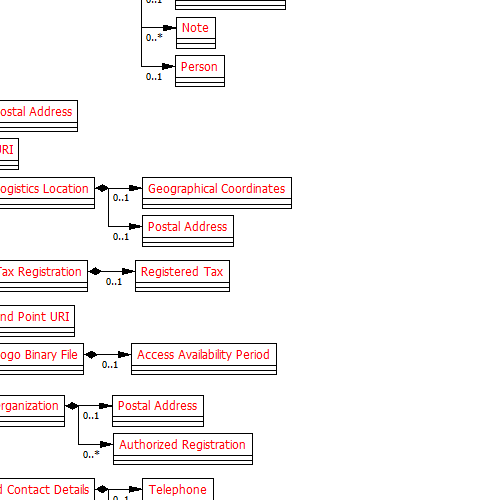 0..1
Note
0..*
Person
0..1
ostal Address
URI
ogistics Location
Geographical Coordinates
0..1
Postal Address
0..1
Tax Registration
Registered Tax
0..1
nd Point URI
ogo Binary File
Access Availability Period
0..1
rganization
Postal Address
0..1
Authorized Registration
0..*
d Contact Details
Telephone
0..1